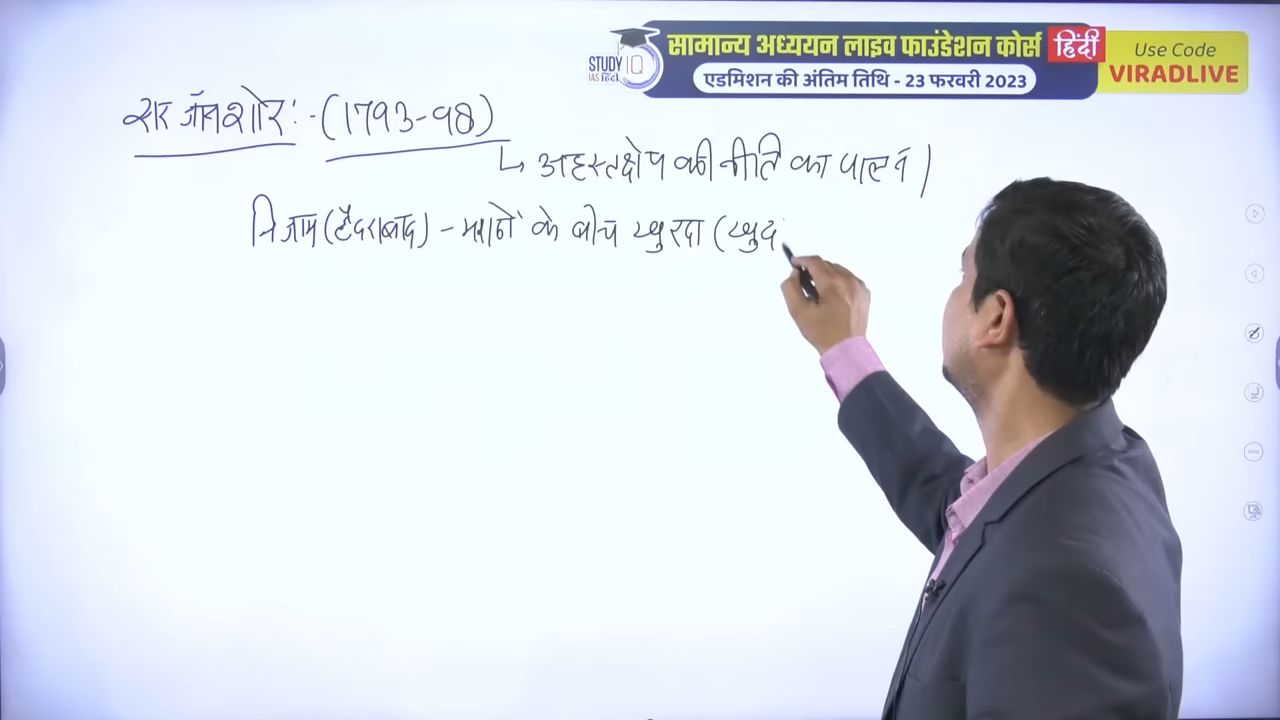 STUDY IQ
IAS हिंदी
सामान्य अध्ययन लाइव फाउंडेशन कोर्स हिंदी
एडमिशन की अंतिम तिथि - 23 फरवरी 2023
Use Code
VIRADLIVE
सर जॉन शोर :- (1793-98)
↳ अहस्तक्षेप की नीति का पालन।
निजाम (हैदराबाद) - मराठों के बीच खुरदा (खुद